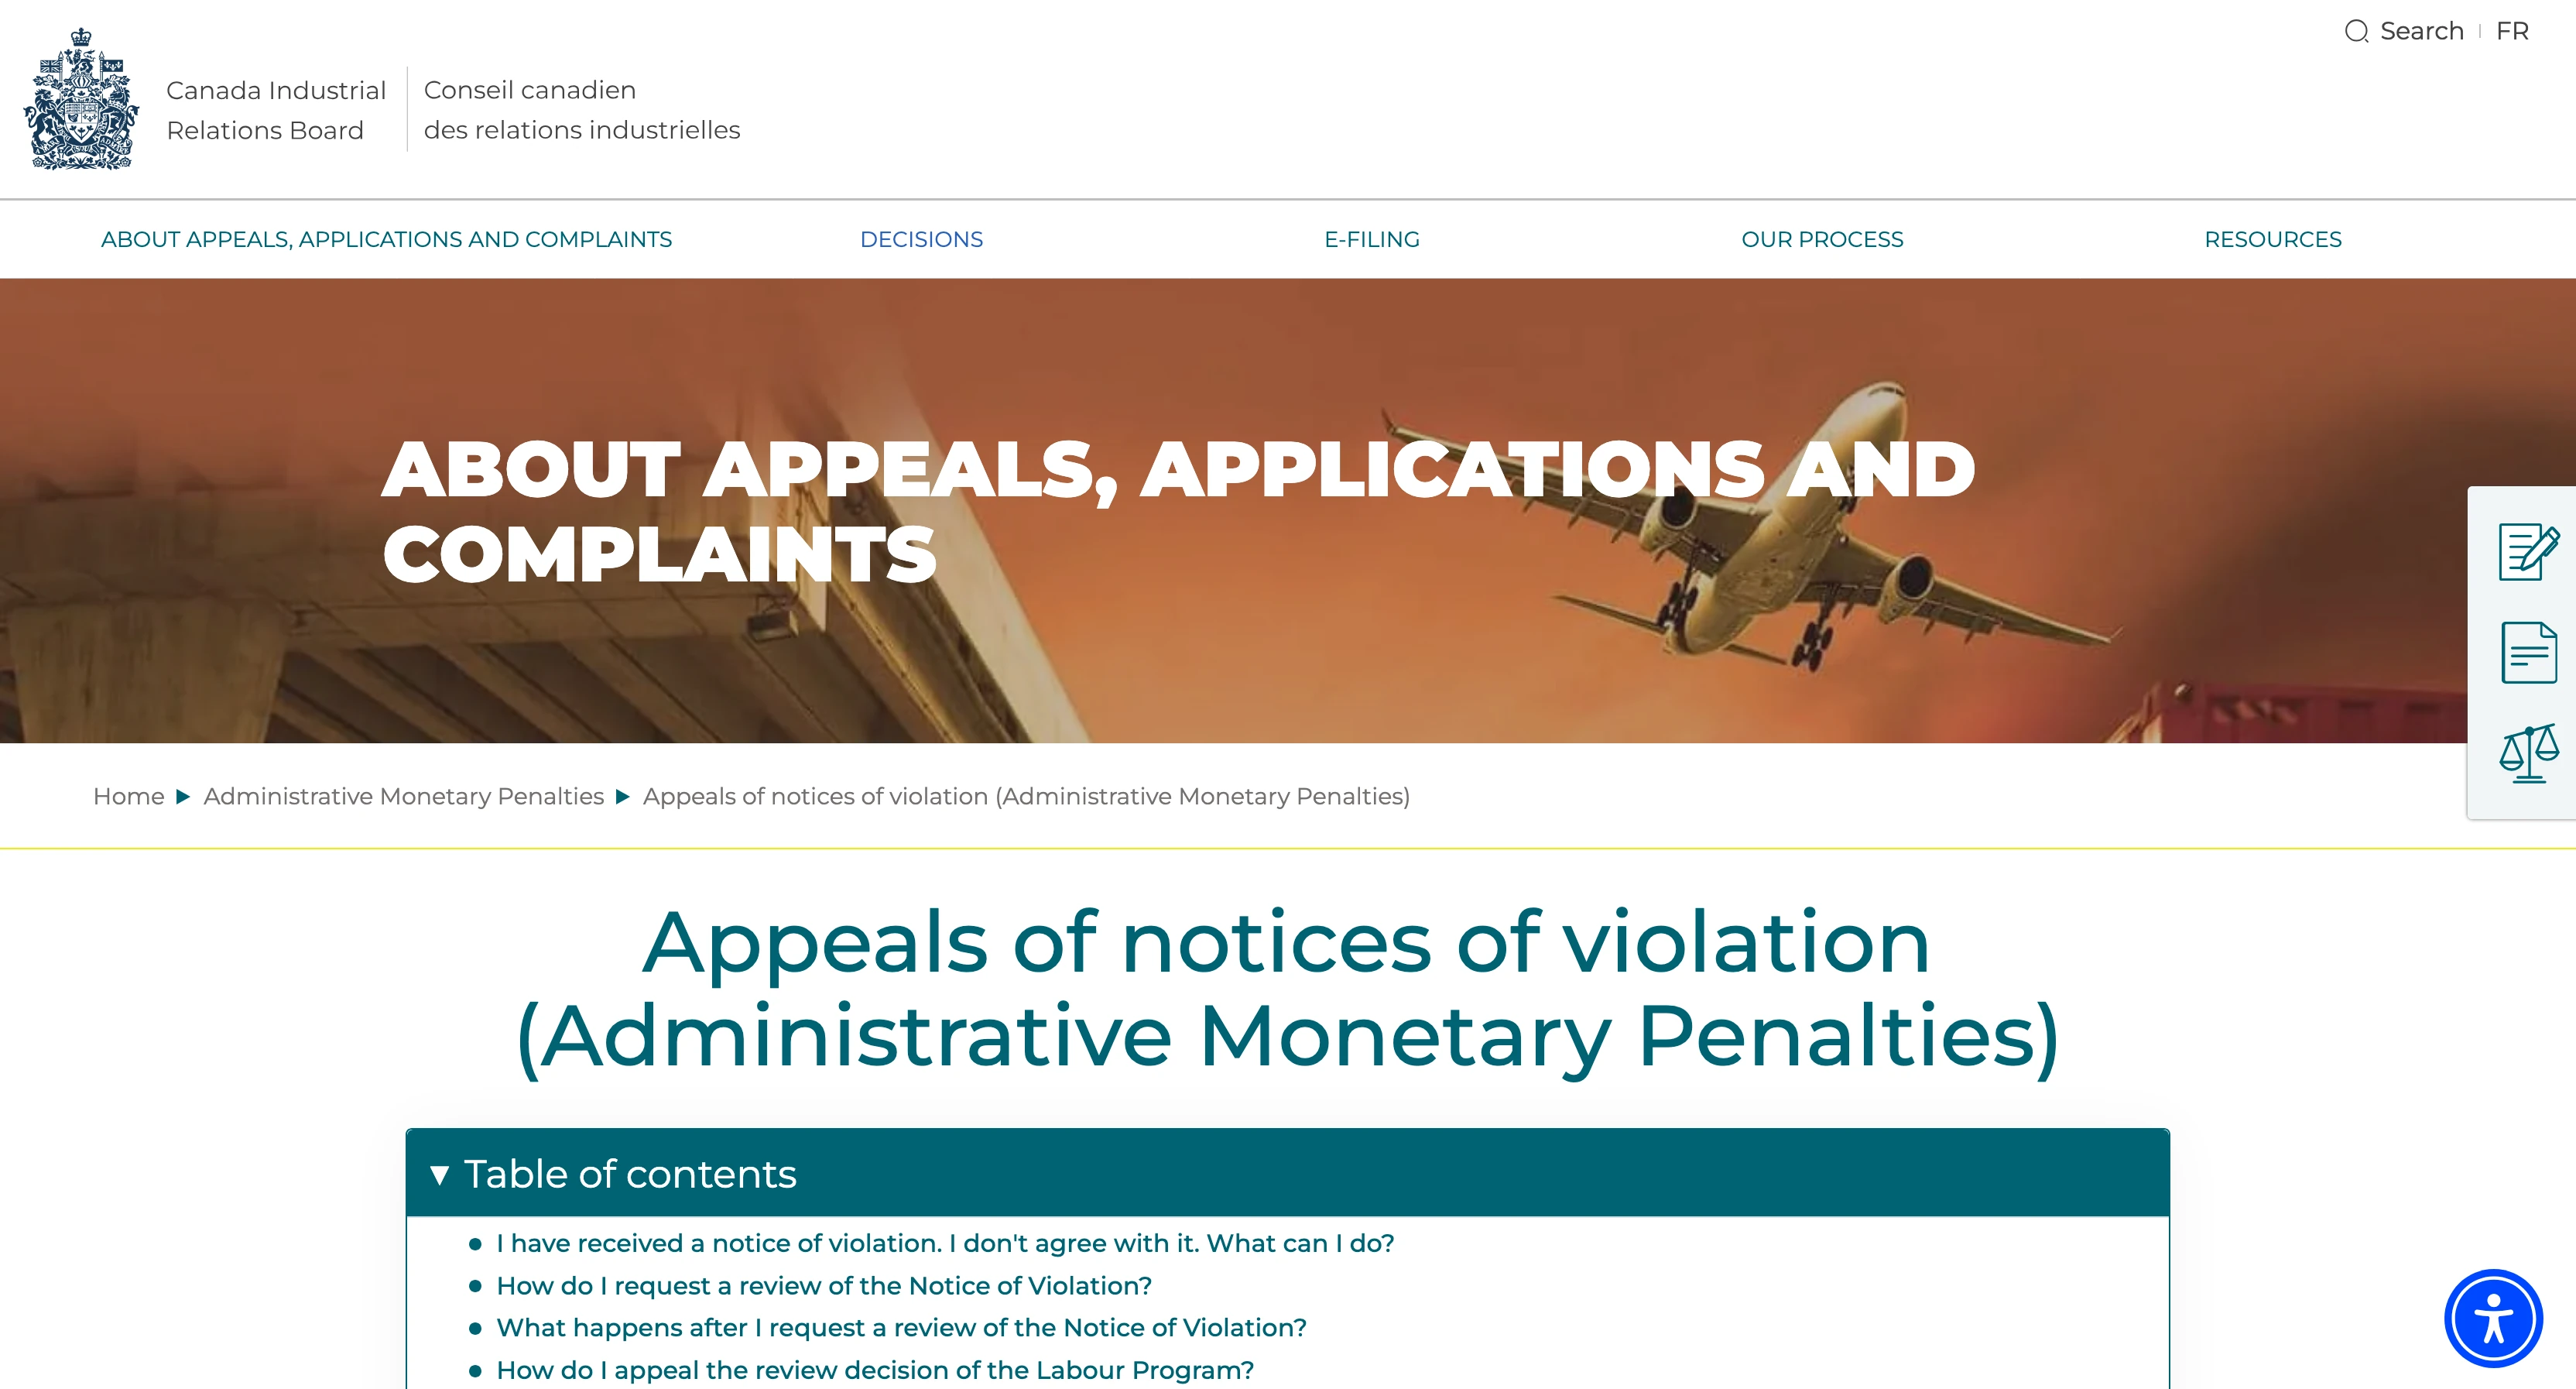 Search | FR
Canada Industrial
Relations Board
Conseil canadien
des relations industrielles
ABOUT APPEALS, APPLICATIONS AND COMPLAINTS
DECISIONS
E-FILING
OUR PROCESS
RESOURCES
ABOUT APPEALS, APPLICATIONS AND
COMPLAINTS
Home ▶ Administrative Monetary Penalties ▶ Appeals of notices of violation (Administrative Monetary Penalties)
Appeals of notices of violation
(Administrative Monetary Penalties)
▼ Table of contents
• I have received a notice of violation. I don't agree with it. What can I do?
• How do I request a review of the Notice of Violation?
• What happens after I request a review of the Notice of Violation?
• How do I appeal the review decision of the Labour Program?